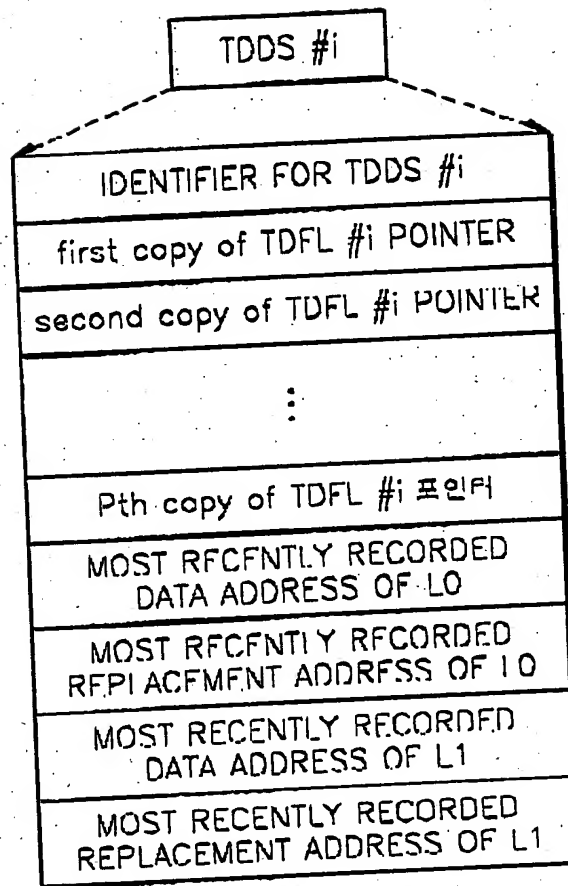 TDDS #i
IDENTIFIER FOR TDDS #i
first copy of TDFL #i POINTER
second copy of TDFL #i POINTER
⋮
Pth copy of TDFL #i 포인터
MOST RECENTLY RECORDED
DATA ADDRESS OF L0
MOST RECENTLY RECORDED
REPLACEMENT ADDRESS OF L0
MOST RECENTLY RECORDED
DATA ADDRESS OF L1
MOST RECENTLY RECORDED
REPLACEMENT ADDRESS OF L1